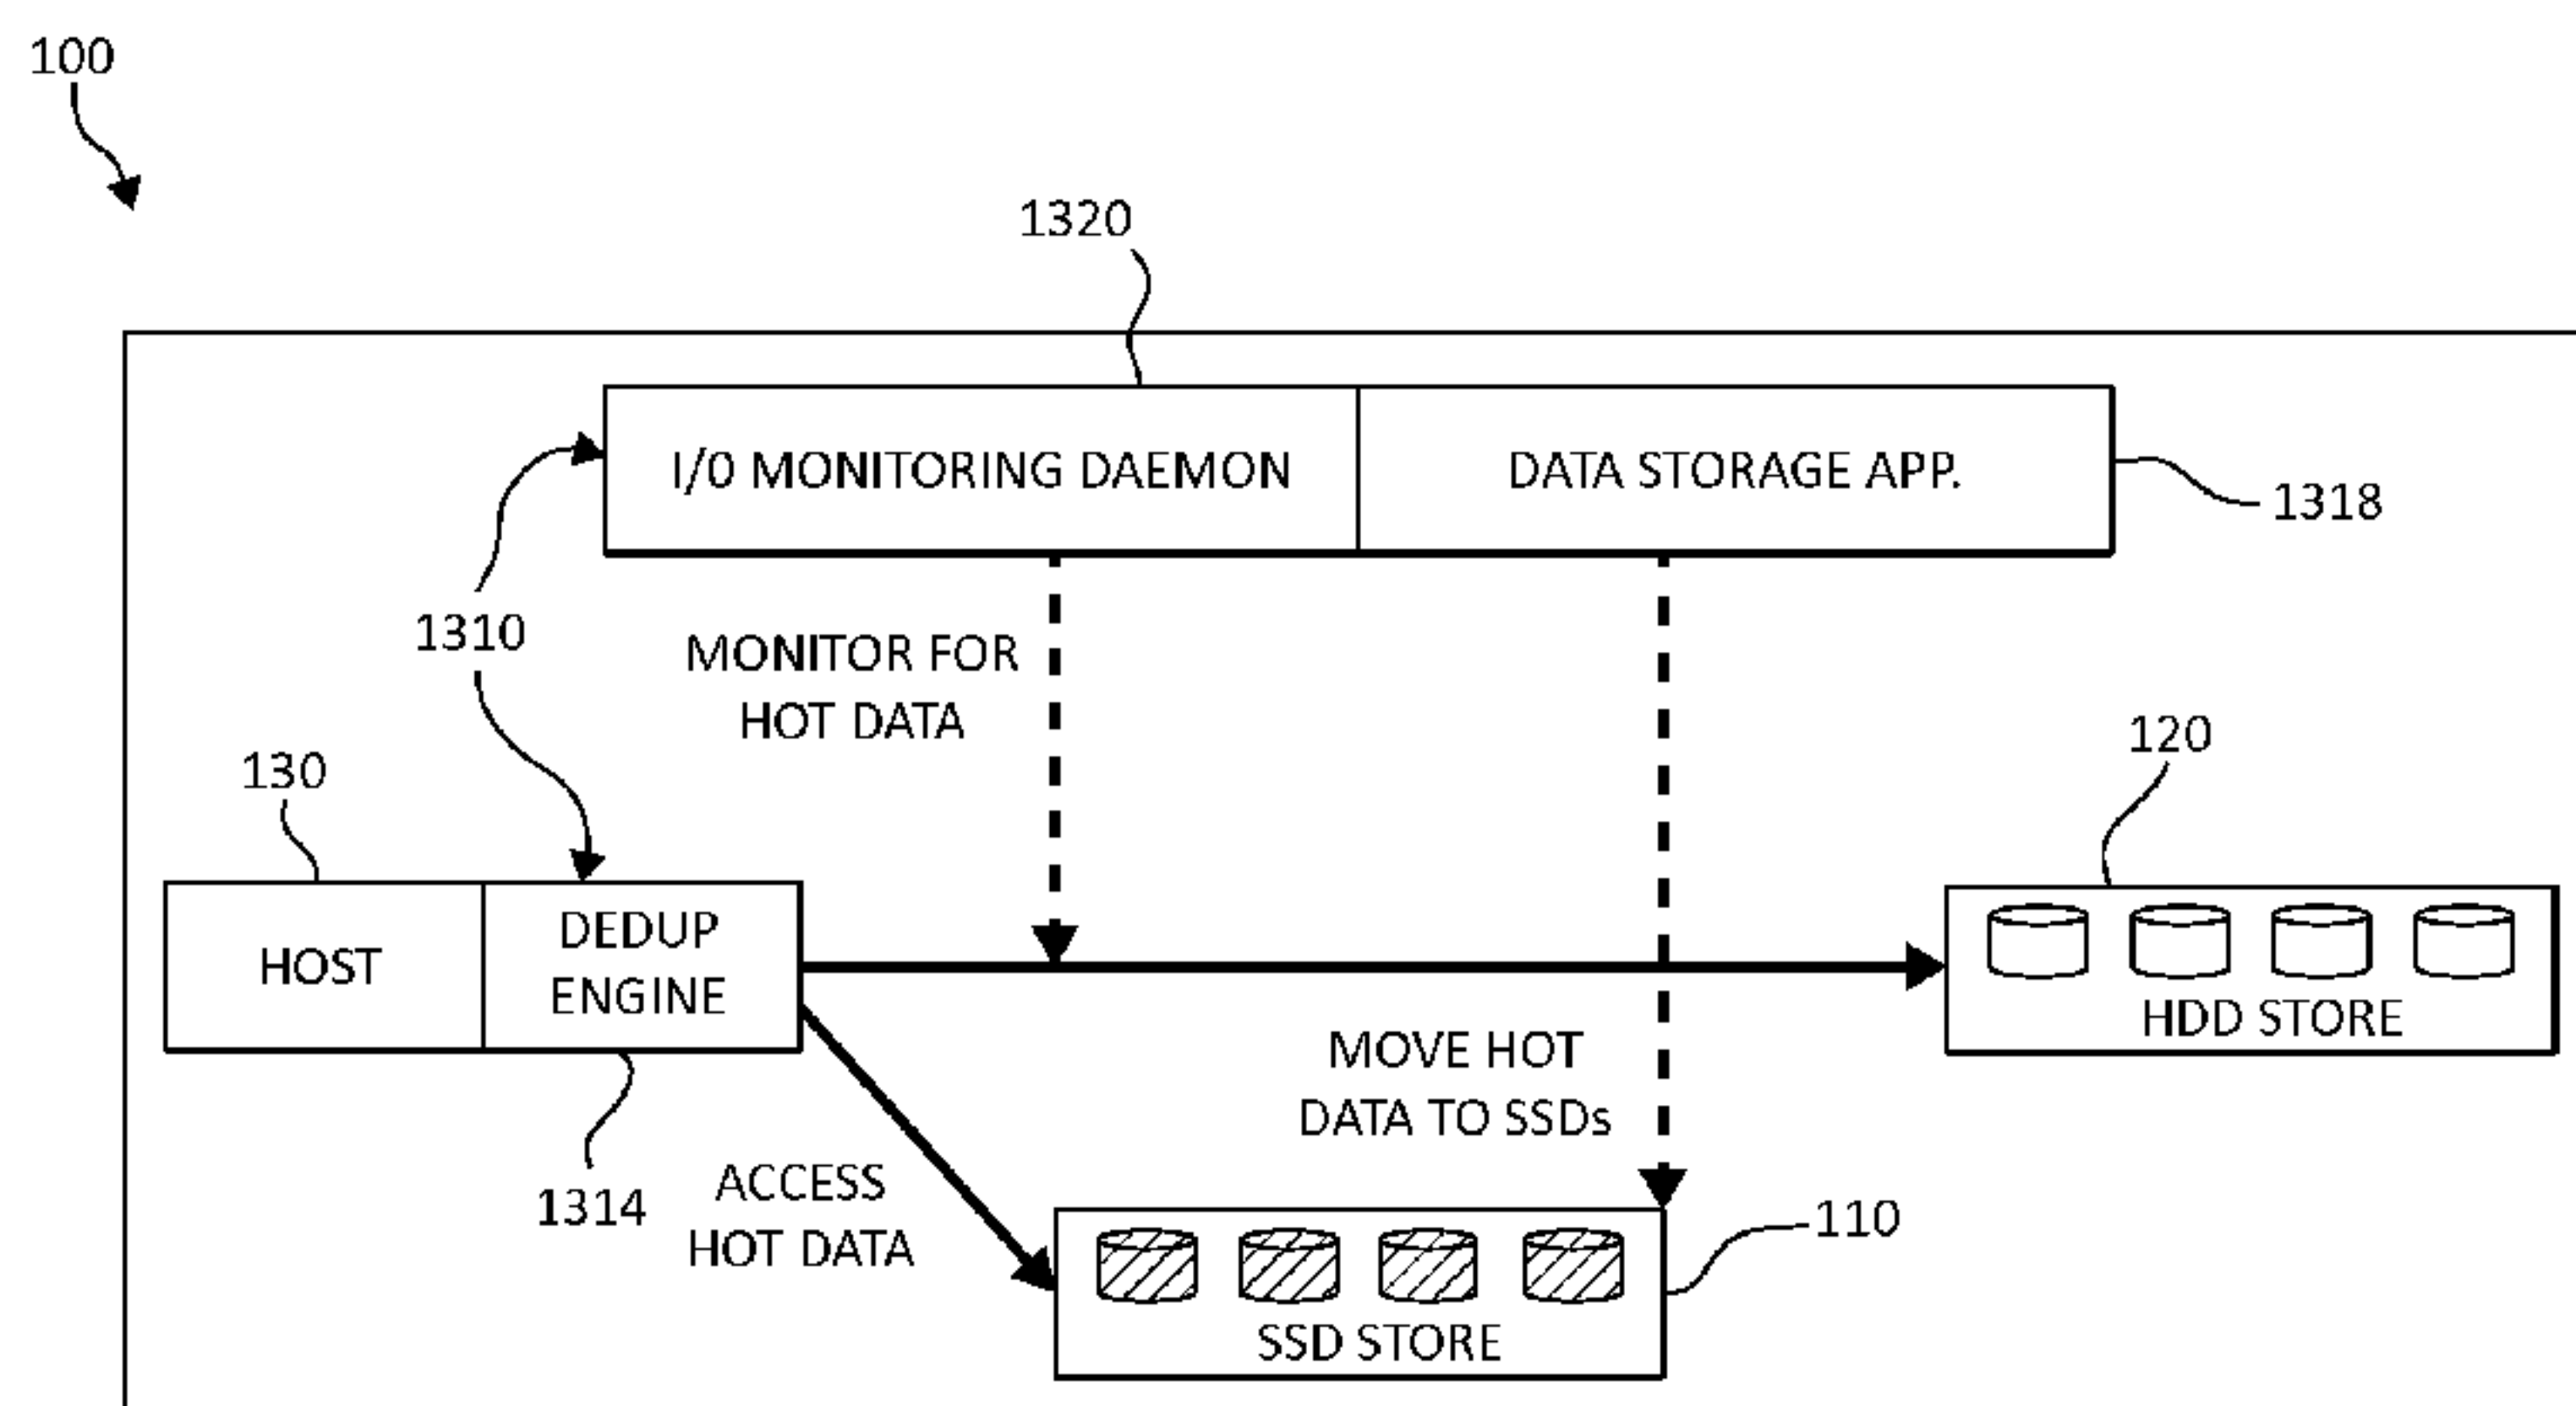 100
1320
I/0 MONITORING DAEMON
DATA STORAGE APP.
1318
1310
MONITOR FOR
HOT DATA
120
130
HOST
DEDUP
ENGINE
HDD STORE
MOVE HOT
DATA TO SSDs
1314
ACCESS
HOT DATA
110
SSD STORE